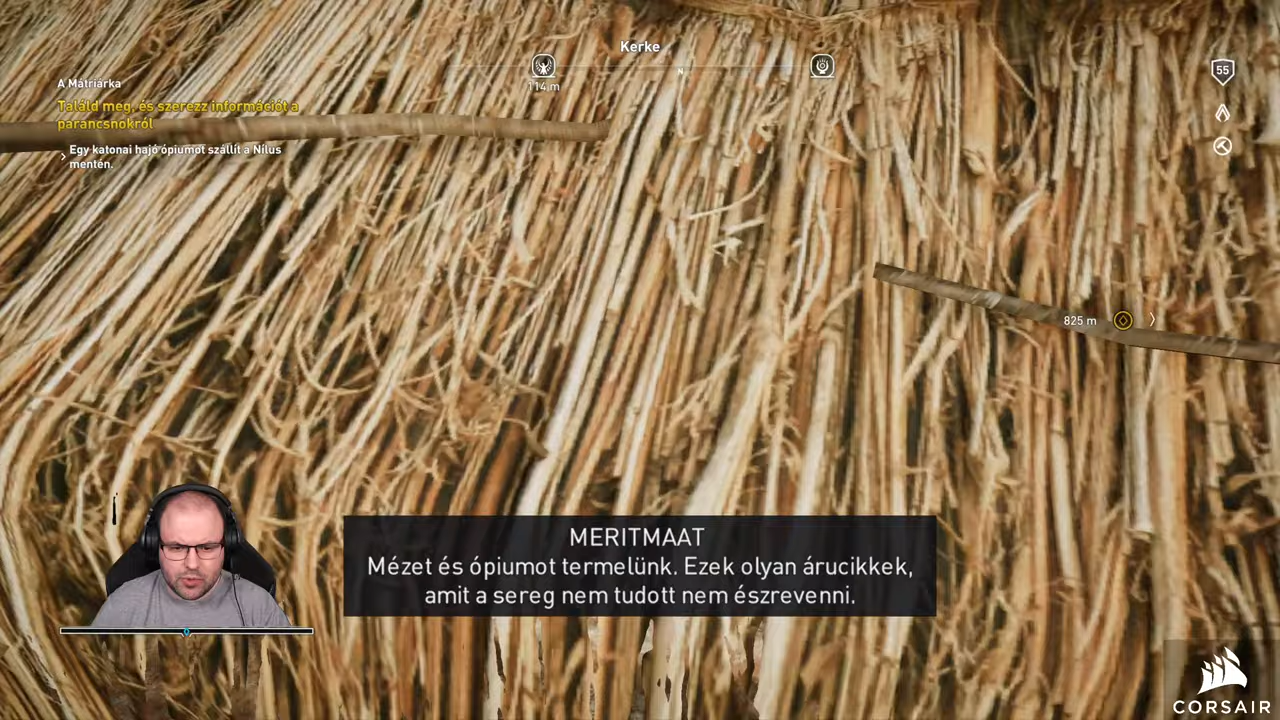 Kerke
N
114 m
55
A Mátriárka
Találd meg, és szerezz információt a
parancsnokról
Egy katonai hajó ópiumot szállít a Nílus
mentén.
825 m
MERITMAAT
Mézet és ópiumot termelünk. Ezek olyan árucikkek,
amit a sereg nem tudott nem észrevenni.
CORSAIR